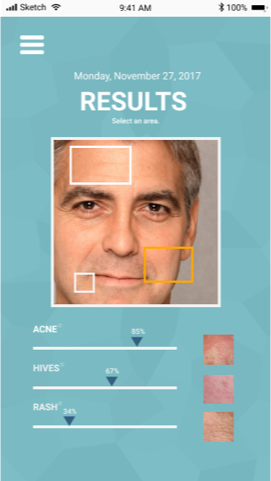 Sketch 9:41 AM 100%
Monday, November 27, 2017
RESULTS
Select an area.
ACNE
85%
HIVES
67%
RASH
34%